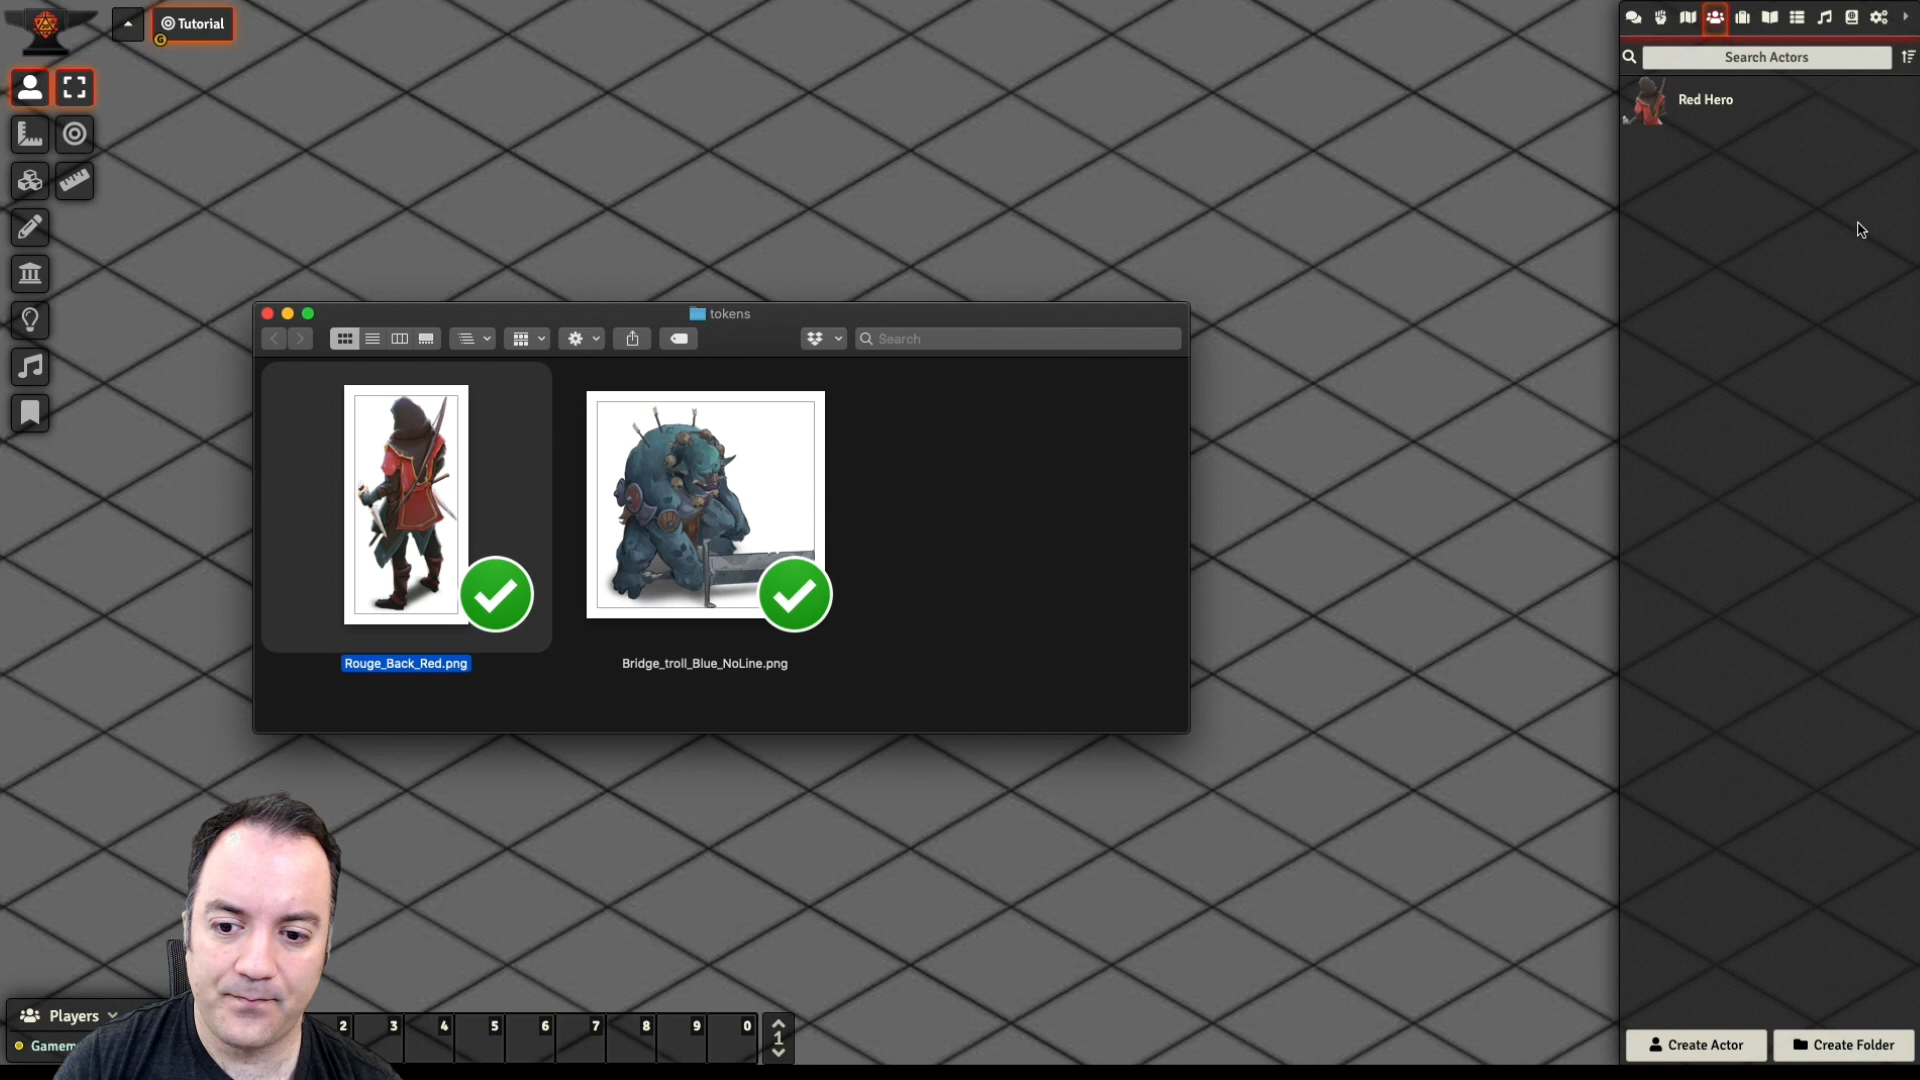 Tutorial
G
Search Actors
Red Hero
tokens
Search
Rouge_Back_Red.png
Bridge_troll_Blue_NoLine.png
Players
2 3 4 5 6 7 8 9 0
1
Create Actor
Create Folder